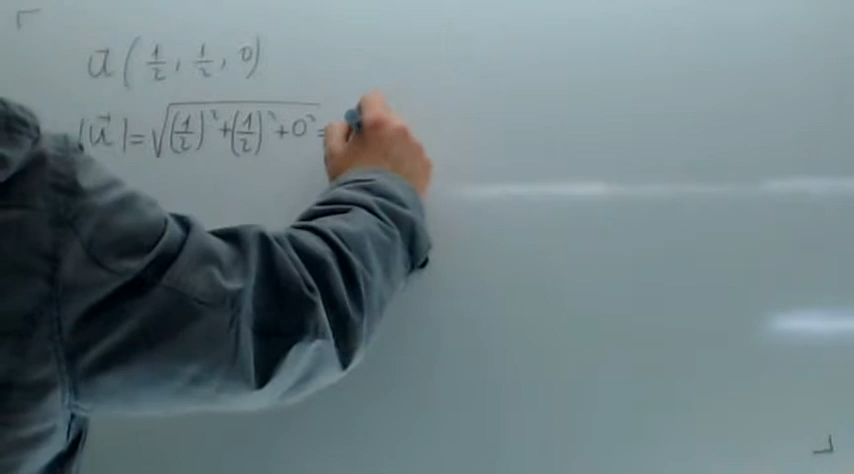 u⃗ (1/2, 1/2, 0)
|u⃗| = √((1/2)² + (1/2)² + 0²) =